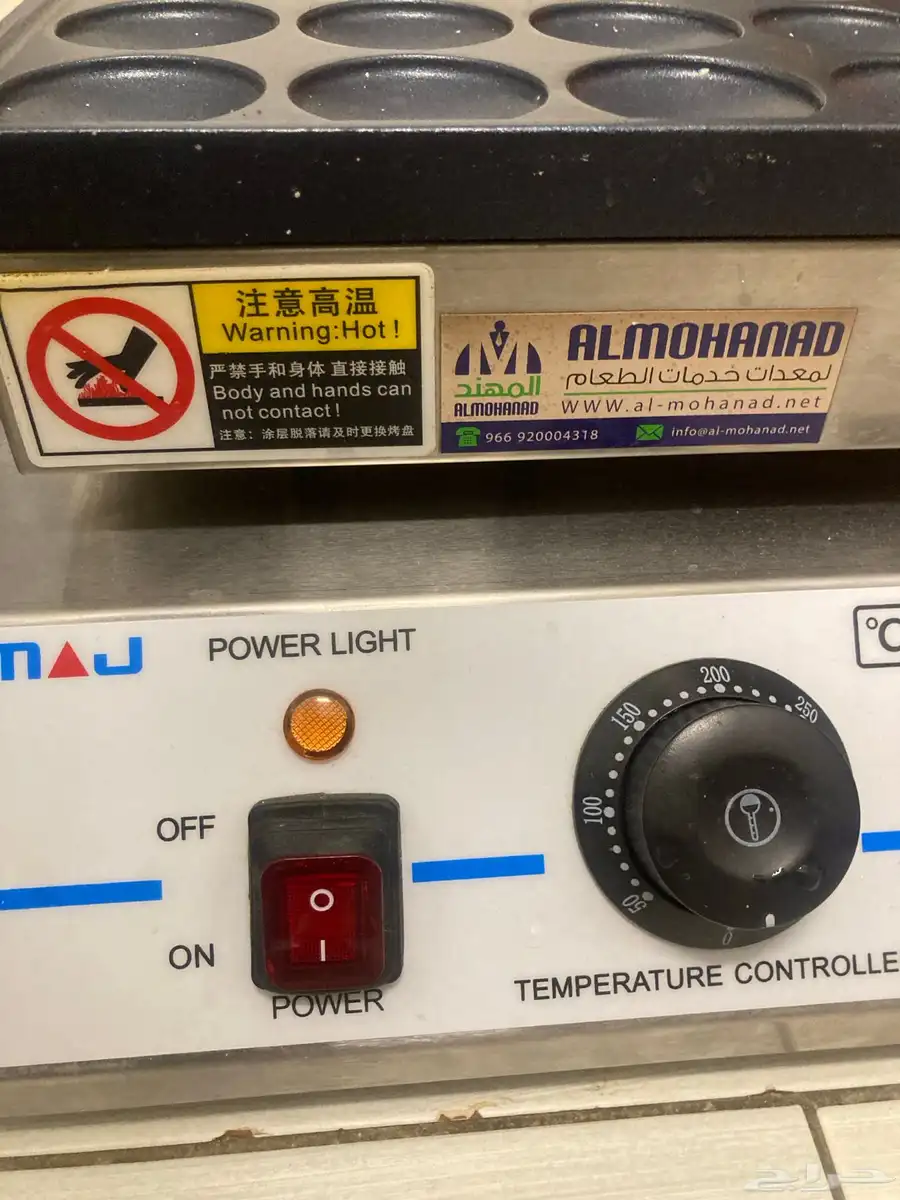 注意高温
Warning:Hot!
严禁手和身体 直接接触
Body and hands can
not contact!
注意: 涂层脱落请及时更换烤盘
المهند
ALMOHANAD
ALMOHANAD
لمعدات خدمات الطعام
www.al-mohanad.net
966 920004318
info@al-mohanad.net
POWER LIGHT
°C
OFF
ON
POWER
0
50
100
150
200
250
TEMPERATURE CONTROLLE
حراج